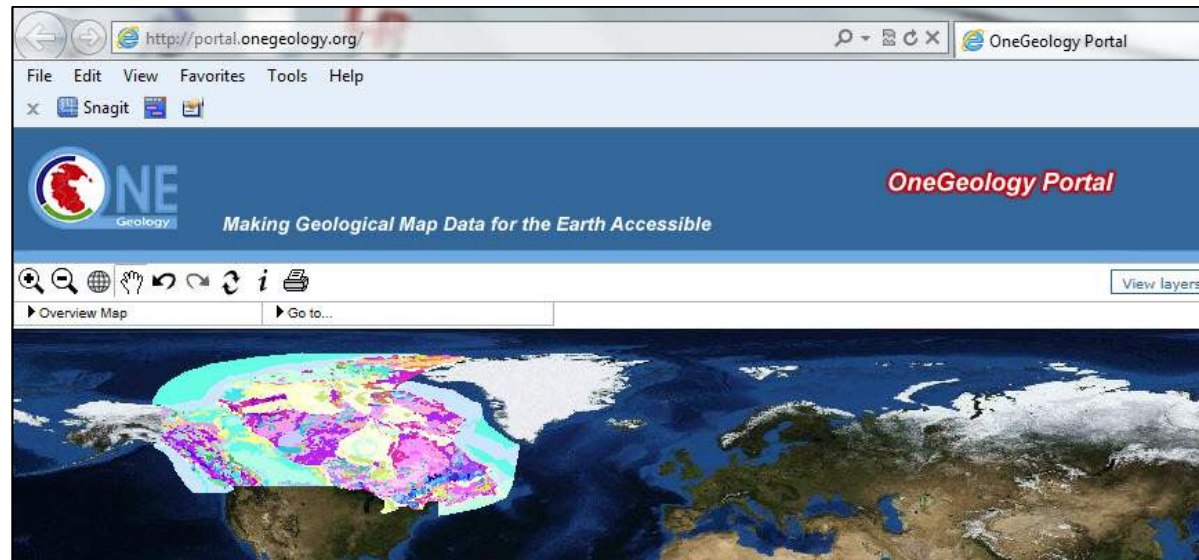 http://portal.onegeology.org/
OneGeology Portal
File Edit View Favorites Tools Help
x Snagit
ONE
Geology
OneGeology Portal
Making Geological Map Data for the Earth Accessible
i
View layers
Overview Map
Go to...